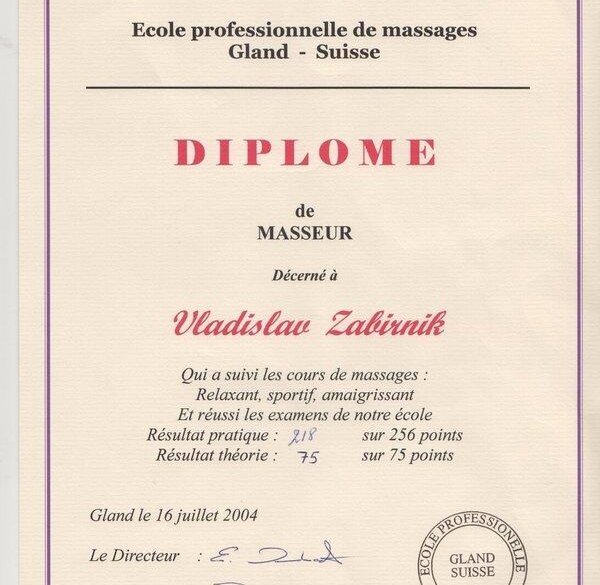 Ecole professionnelle de massages
Gland - Suisse
DIPLOME
de
MASSEUR
Décerné à
Vladislav Zabirnik
Qui a suivi les cours de massages :
Relaxant, sportif, amaigrissant
Et réussi les examens de notre école
Résultat pratique : 218 sur 256 points
Résultat théorie : 75 sur 75 points
Gland le 16 juillet 2004
Le Directeur :
ECOLE PROFESSIONNELLE
GLAND
SUISSE